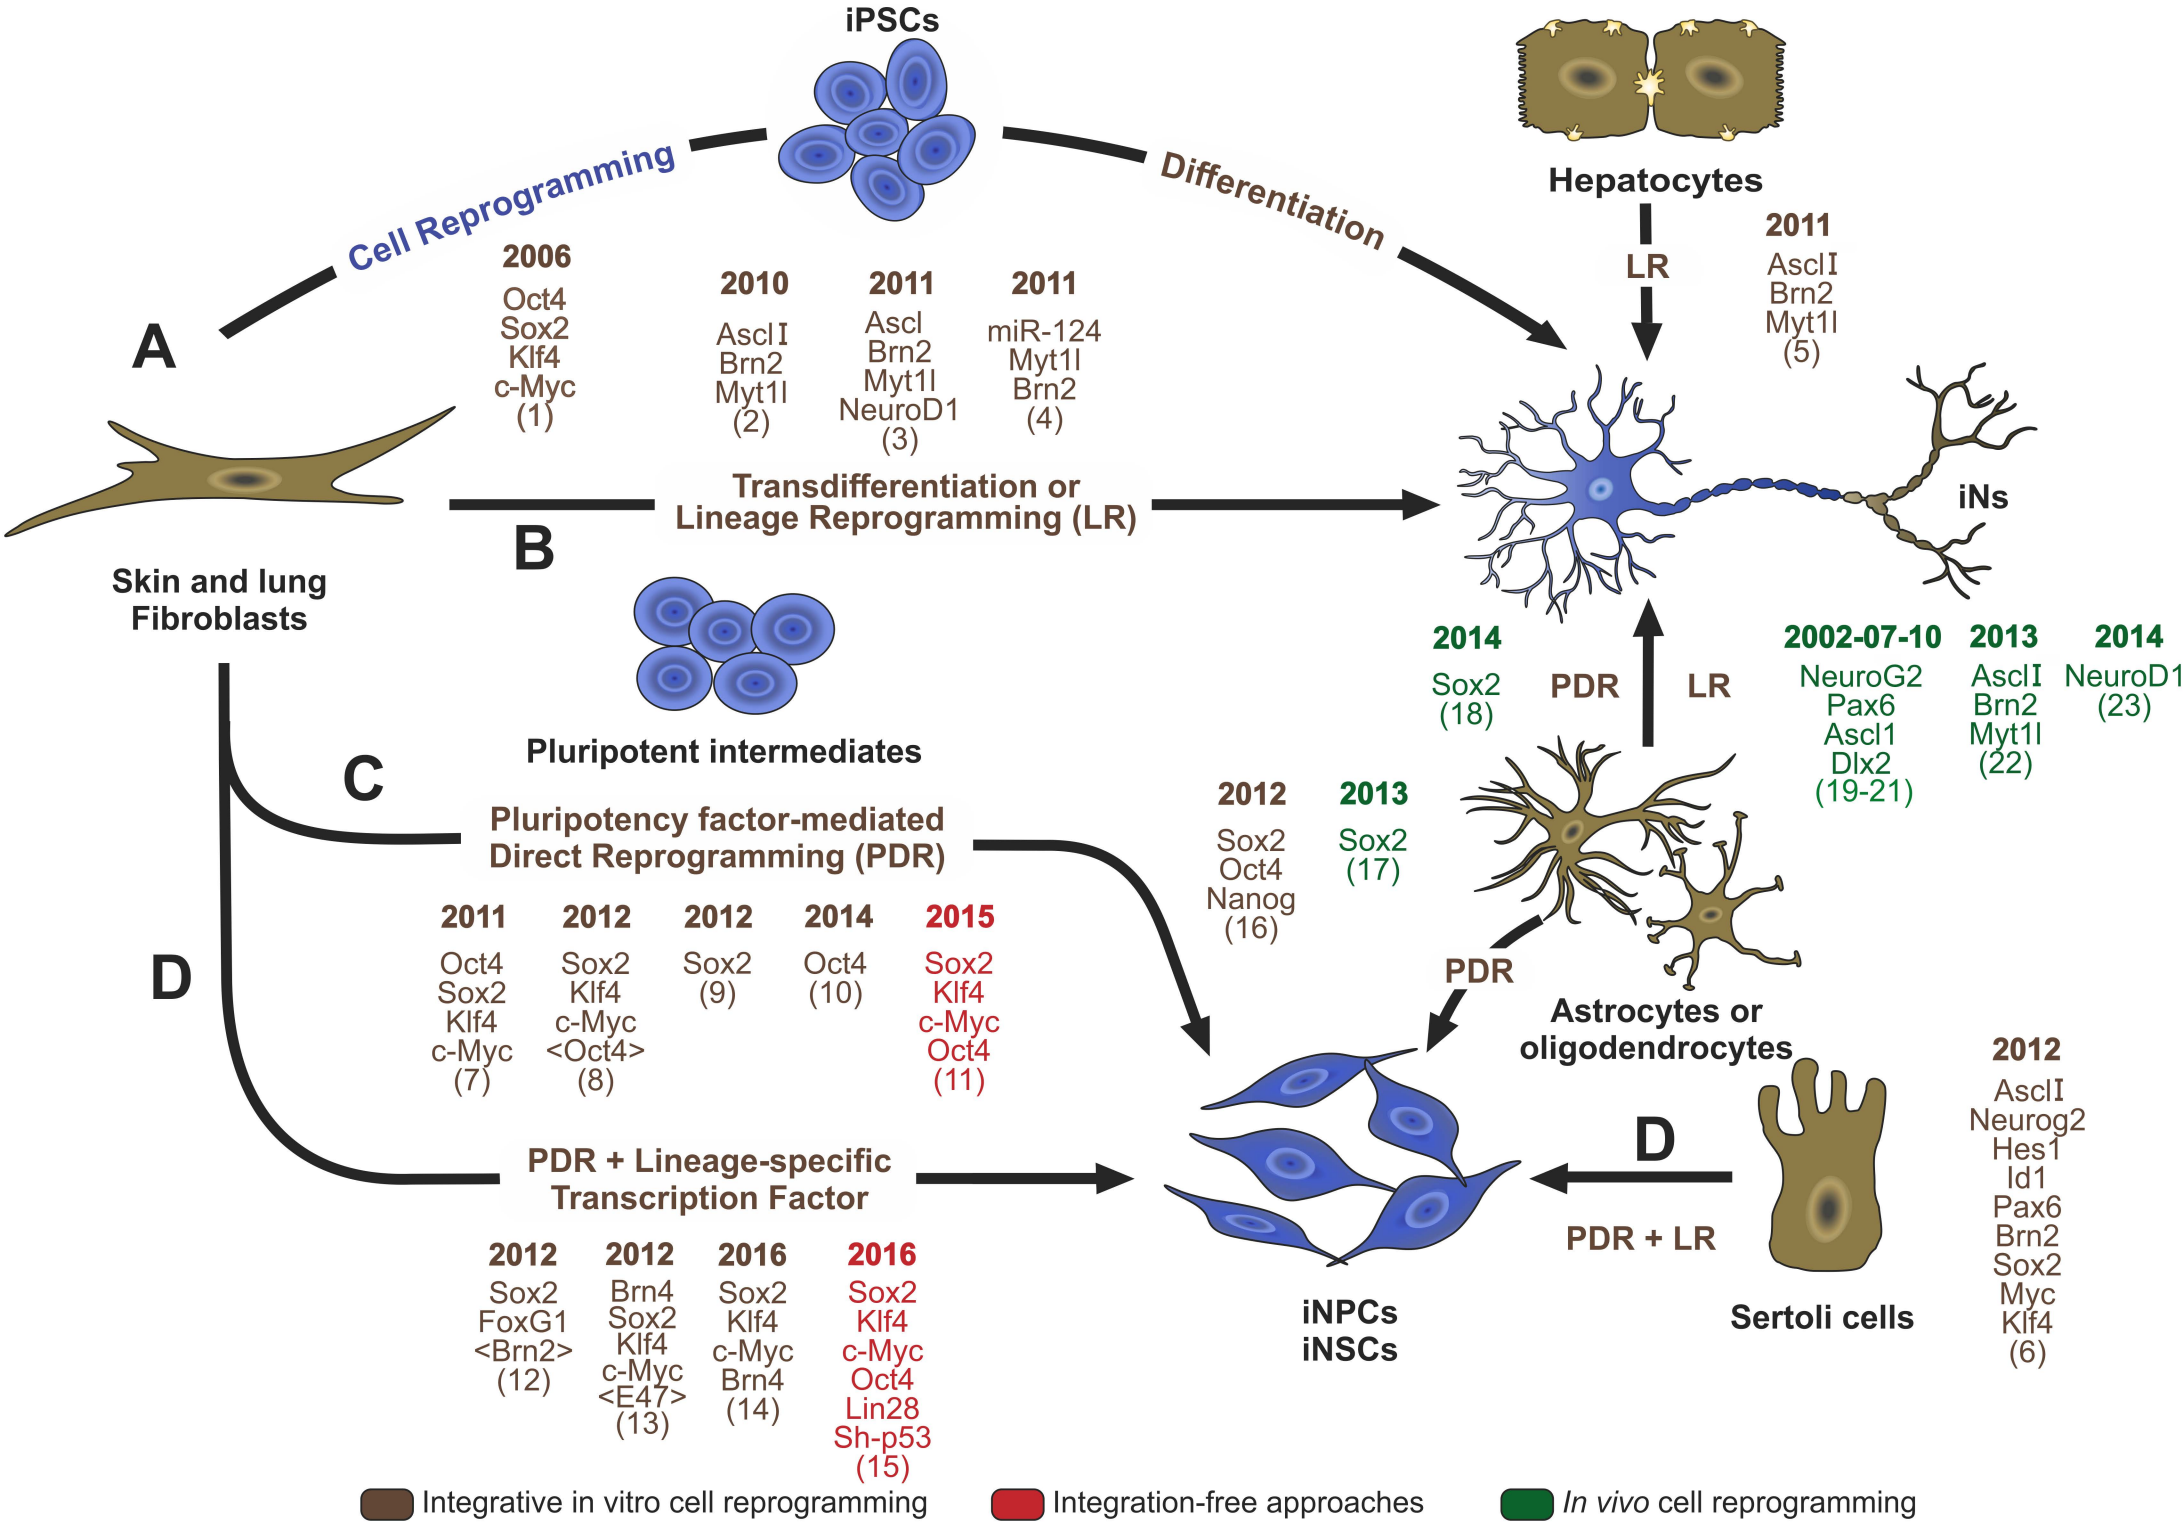 iPSCs
Cell Reprogramming
Differentiation
Hepatocytes
LR
2011
AsclI
Brn2
Myt1l
(5)
A
2006
Oct4
Sox2
Klf4
c-Myc
(1)
2010
AsclI
Brn2
Myt1l
(2)
2011
Ascl
Brn2
Myt1l
NeuroD1
(3)
2011
miR-124
Myt1l
Brn2
(4)
Transdifferentiation or
Lineage Reprogramming (LR)
B
iNs
Skin and lung
Fibroblasts
Pluripotent intermediates
2014
Sox2
(18)
PDR
LR
2002-07-10
NeuroG2
Pax6
Ascl1
Dlx2
(19-21)
2013
AsclI
Brn2
Myt1l
(22)
2014
NeuroD1
(23)
C
Pluripotency factor-mediated
Direct Reprogramming (PDR)
2012
Sox2
Oct4
Nanog
(16)
2013
Sox2
(17)
PDR
Astrocytes or
oligodendrocytes
2011
Oct4
Sox2
Klf4
c-Myc
(7)
2012
Sox2
Klf4
c-Myc
<Oct4>
(8)
2012
Sox2
(9)
2014
Oct4
(10)
2015
Sox2
Klf4
c-Myc
Oct4
(11)
D
PDR + Lineage-specific
Transcription Factor
2012
Sox2
FoxG1
<Brn2>
(12)
2012
Brn4
Sox2
Klf4
c-Myc
<E47>
(13)
2016
Sox2
Klf4
c-Myc
Brn4
(14)
2016
Sox2
Klf4
c-Myc
Oct4
Lin28
Sh-p53
(15)
iNPCs
iNSCs
D
PDR + LR
Sertoli cells
2012
AsclI
Neurog2
Hes1
Id1
Pax6
Brn2
Sox2
Myc
Klf4
(6)
Integrative in vitro cell reprogramming
Integration-free approaches
In vivo cell reprogramming